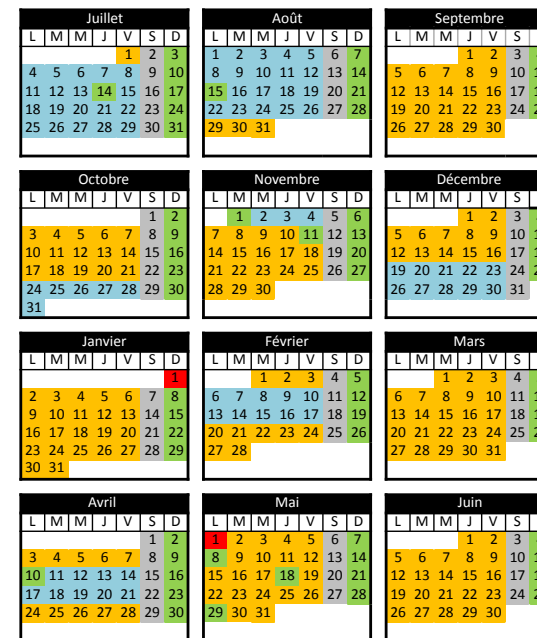 Juillet
L M M J V S D
1 2 3
4 5 6 7 8 9 10
11 12 13 14 15 16 17
18 19 20 21 22 23 24
25 26 27 28 29 30 31
Août
L M M J V S D
1 2 3 4 5 6 7
8 9 10 11 12 13 14
15 16 17 18 19 20 21
22 23 24 25 26 27 28
29 30 31
Septembre
L M M J V S
1 2 3
5 6 7 8 9 10
12 13 14 15 16 17
19 20 21 22 23 24
26 27 28 29 30
Octobre
L M M J V S D
1 2
3 4 5 6 7 8 9
10 11 12 13 14 15 16
17 18 19 20 21 22 23
24 25 26 27 28 29 30
31
Novembre
L M M J V S D
1 2 3 4 5 6
7 8 9 10 11 12 13
14 15 16 17 18 19 20
21 22 23 24 25 26 27
28 29 30
Décembre
L M M J V S
1 2 3
5 6 7 8 9 10
12 13 14 15 16 17
19 20 21 22 23 24
26 27 28 29 30 31
Janvier
L M M J V S D
1
2 3 4 5 6 7 8
9 10 11 12 13 14 15
16 17 18 19 20 21 22
23 24 25 26 27 28 29
30 31
Février
L M M J V S D
1 2 3 4 5
6 7 8 9 10 11 12
13 14 15 16 17 18 19
20 21 22 23 24 25 26
27 28
Mars
L M M J V S
1 2 3 4
6 7 8 9 10 11
13 14 15 16 17 18
20 21 22 23 24 25
27 28 29 30 31
Avril
L M M J V S D
1 2
3 4 5 6 7 8 9
10 11 12 13 14 15 16
17 18 19 20 21 22 23
24 25 26 27 28 29 30
Mai
L M M J V S D
1 2 3 4 5 6 7
8 9 10 11 12 13 14
15 16 17 18 19 20 21
22 23 24 25 26 27 28
29 30 31
Juin
L M M J V S
1 2 3
5 6 7 8 9 10
12 13 14 15 16 17
19 20 21 22 23 24
26 27 28 29 30